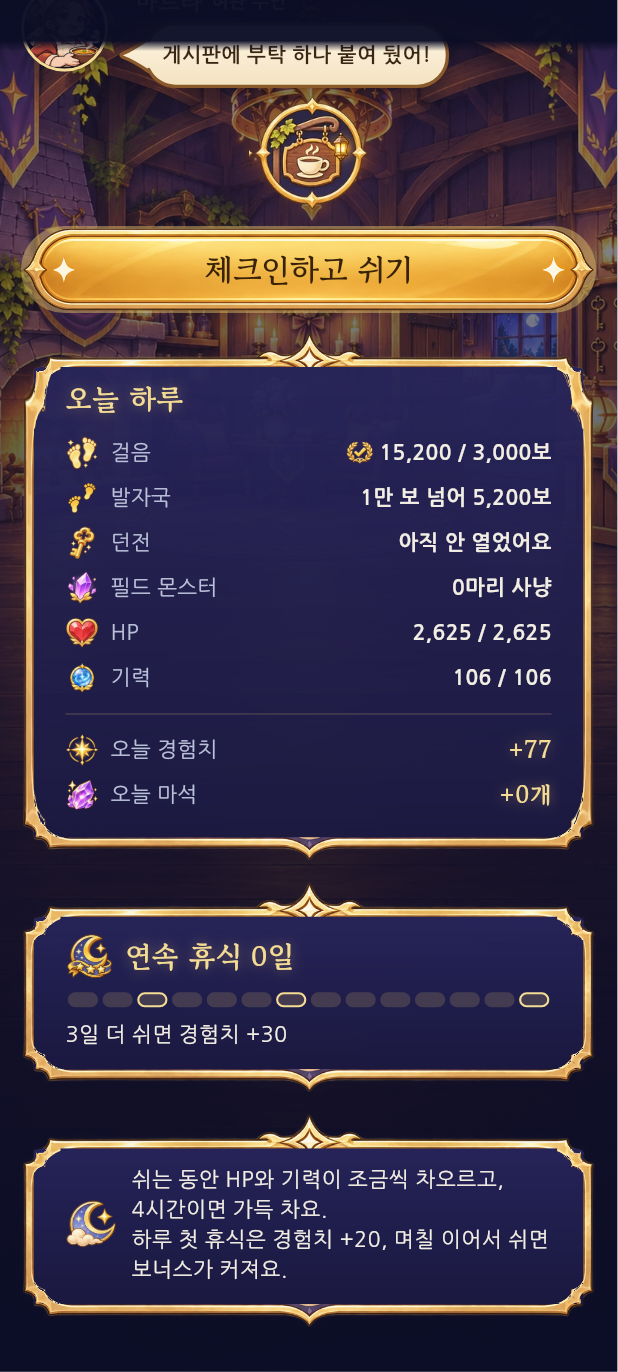 게시판에 부탁 하나 붙여 뒀어!
체크인하고 쉬기
오늘 하루
걸음 15,200 / 3,000보
발자국 1만 보 넘어 5,200보
던전 아직 안 열었어요
필드 몬스터 0마리 사냥
HP 2,625 / 2,625
기력 106 / 106
오늘 경험치 +77
오늘 마석 +0개
연속 휴식 0일
3일 더 쉬면 경험치 +30
쉬는 동안 HP와 기력이 조금씩 차오르고,
4시간이면 가득 차요.
하루 첫 휴식은 경험치 +20, 며칠 이어서 쉬면
보너스가 커져요.